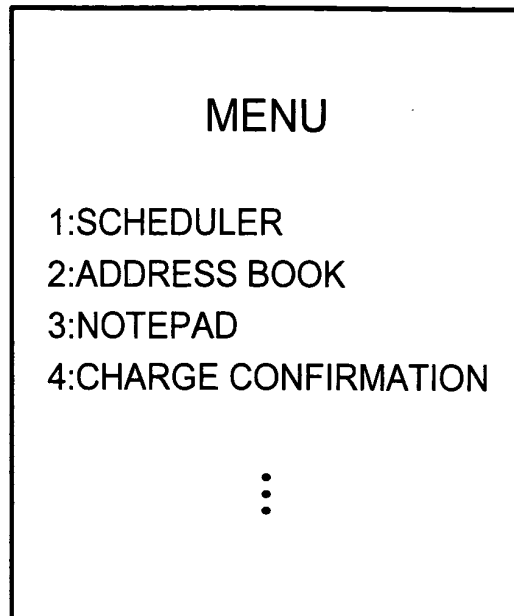 MENU
1:SCHEDULER
2:ADDRESS BOOK
3:NOTEPAD
4:CHARGE CONFIRMATION
⋮